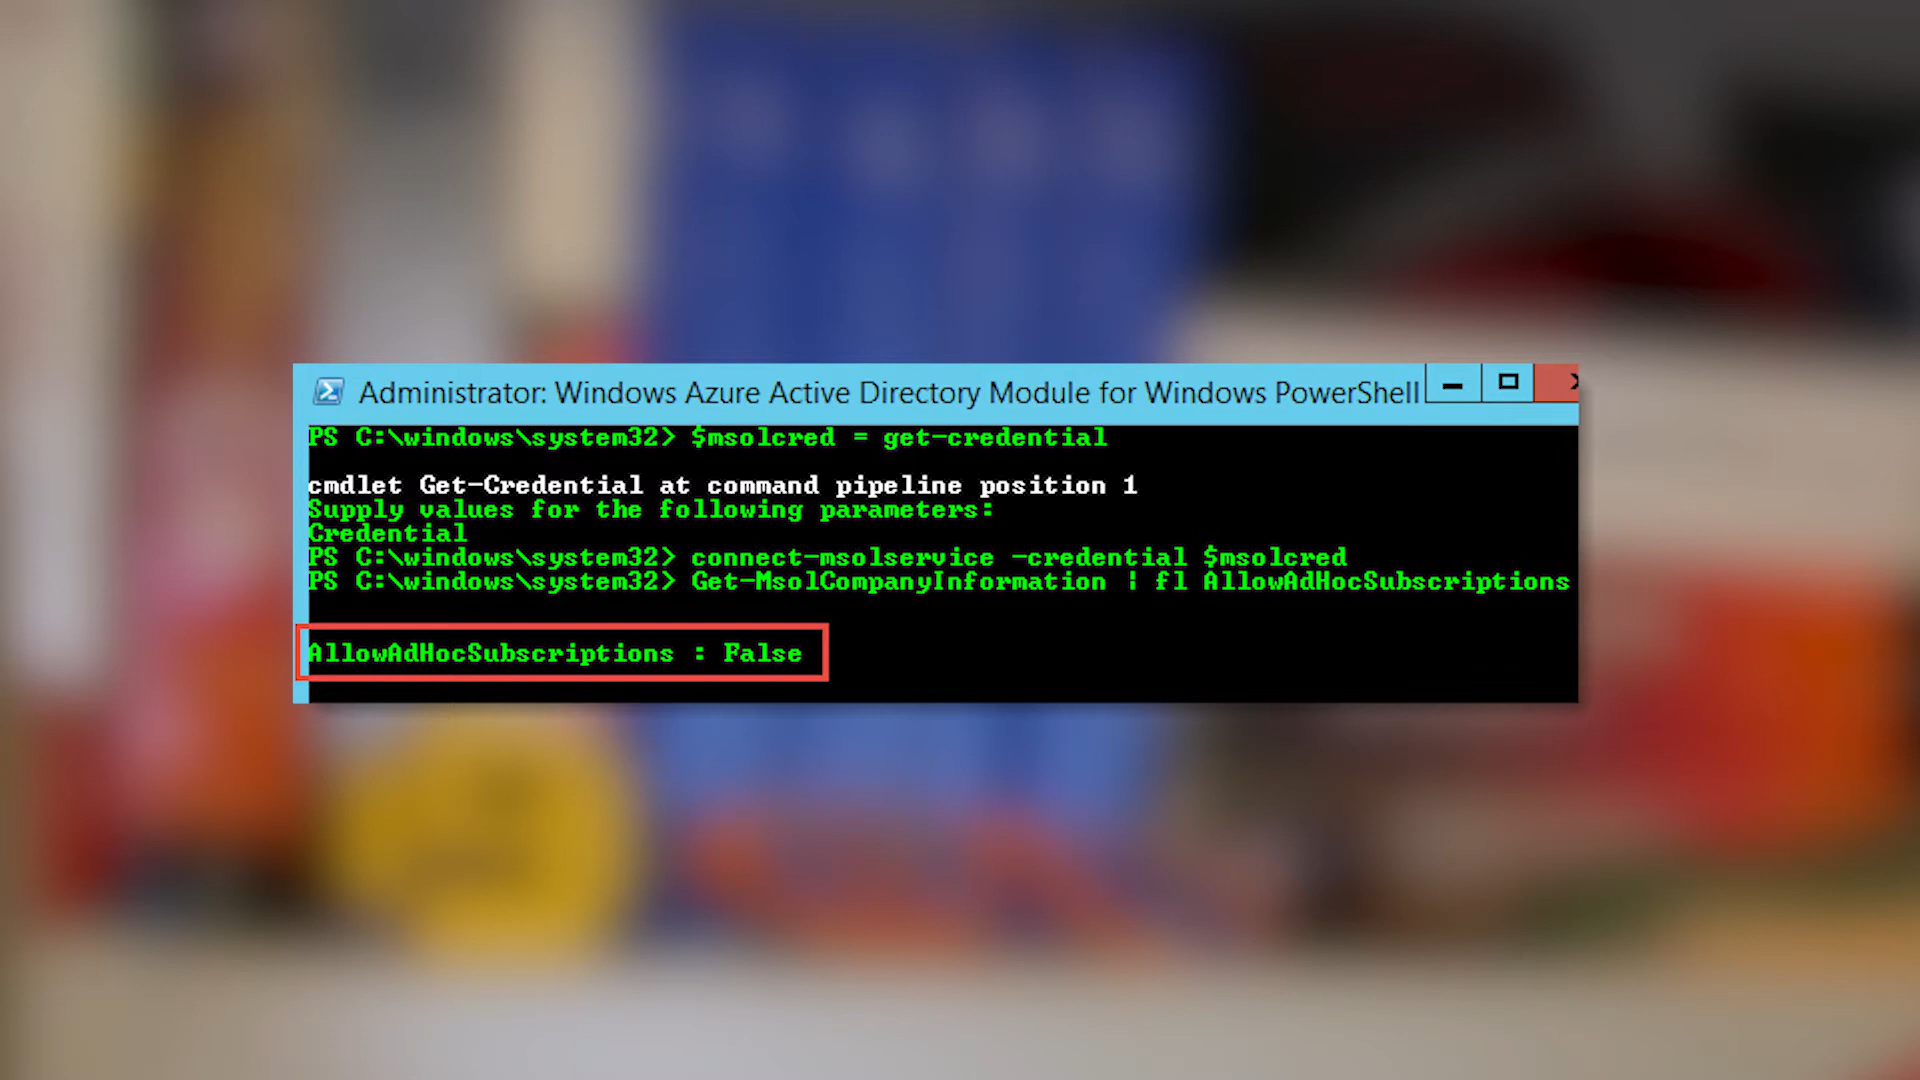 Administrator: Windows Azure Active Directory Module for Windows PowerShell
PS C:\windows\system32> $msolcred = get-credential
cmdlet Get-Credential at command pipeline position 1
Supply values for the following parameters:
Credential
PS C:\windows\system32> connect-msolservice -credential $msolcred
PS C:\windows\system32> Get-MsolCompanyInformation | fl AllowAdHocSubscriptions
AllowAdHocSubscriptions : False